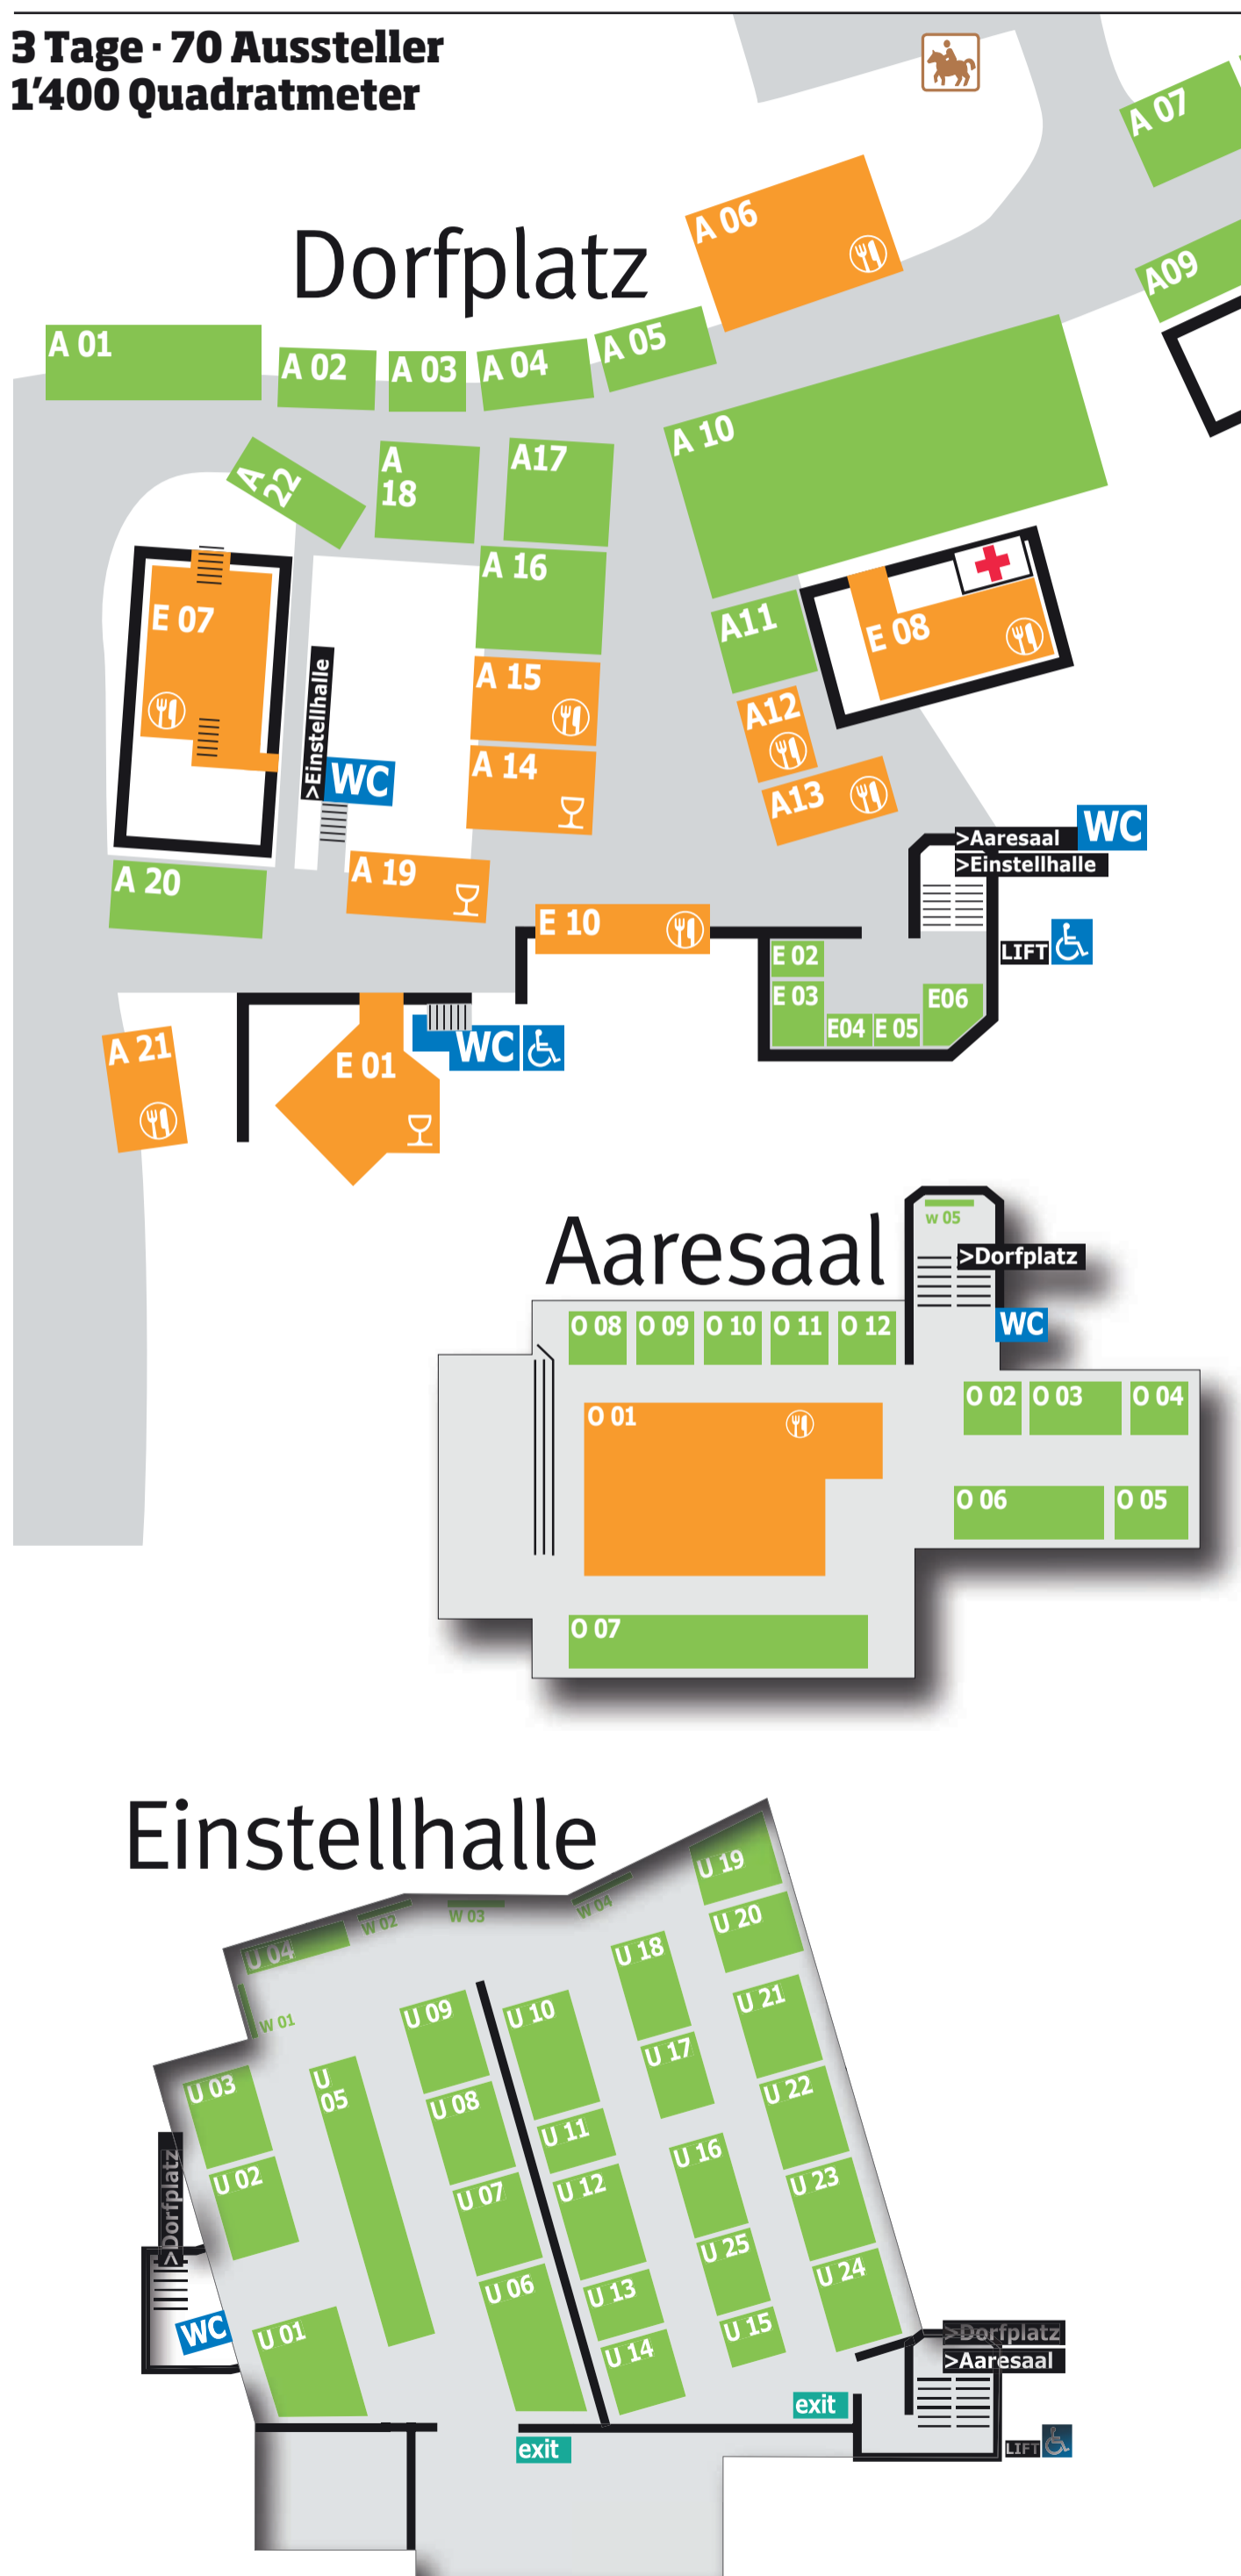 3 Tage · 70 Aussteller
1'400 Quadratmeter
A 07
A 06
Dorfplatz
A09
A 01
A 02
A 03
A 04
A 05
A 10
A 22
A
18
A17
A 16
E 07
A11
E 08
A 15
>Einstellhalle
WC
A12
A 14
A13
>Aaresaal
WC
>Einstellhalle
A 20
A 19
E 10
LIFT
E 02
E 03
E04
E 05
E06
A 21
E 01
WC
Aaresaal
w 05
>Dorfplatz
WC
O 08
O 09
O 10
O 11
O 12
O 02
O 03
O 04
O 01
O 06
O 05
O 07
Einstellhalle
U 19
W 02
W 03
W 04
U 20
U 04
U 18
W 01
U 09
U 10
U 21
U 17
U 03
U
05
U 08
U 11
U 22
>Dorfplatz
U 02
U 07
U 12
U 16
U 23
U 06
U 13
U 25
U 24
WC
U 01
U 14
U 15
>Dorfplatz
>Aaresaal
exit
exit
LIFT